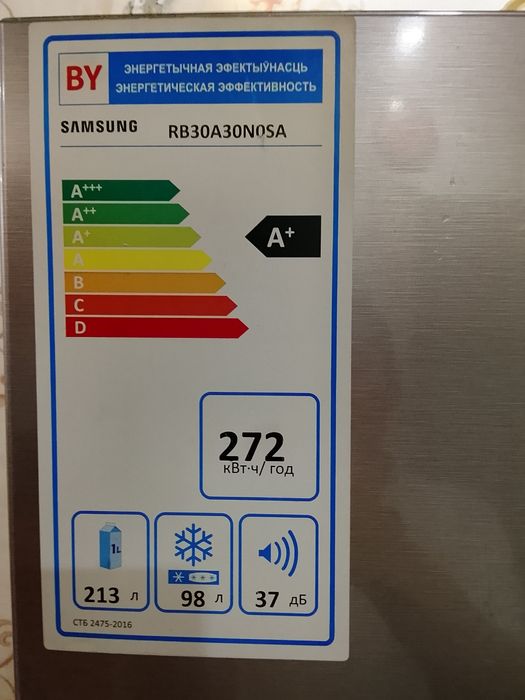 BY
ЭНЕРГЕТЫЧНАЯ ЭФЕКТЫЎНАСЦЬ
ЭНЕРГЕТИЧЕСКАЯ ЭФФЕКТИВНОСТЬ
SAMSUNG RB30A30N0SA
A+++
A++
A+
A+
A
B
C
D
272
кВт·ч/ год
1L
213 л
98 л
37 дБ
СТБ 2475-2016